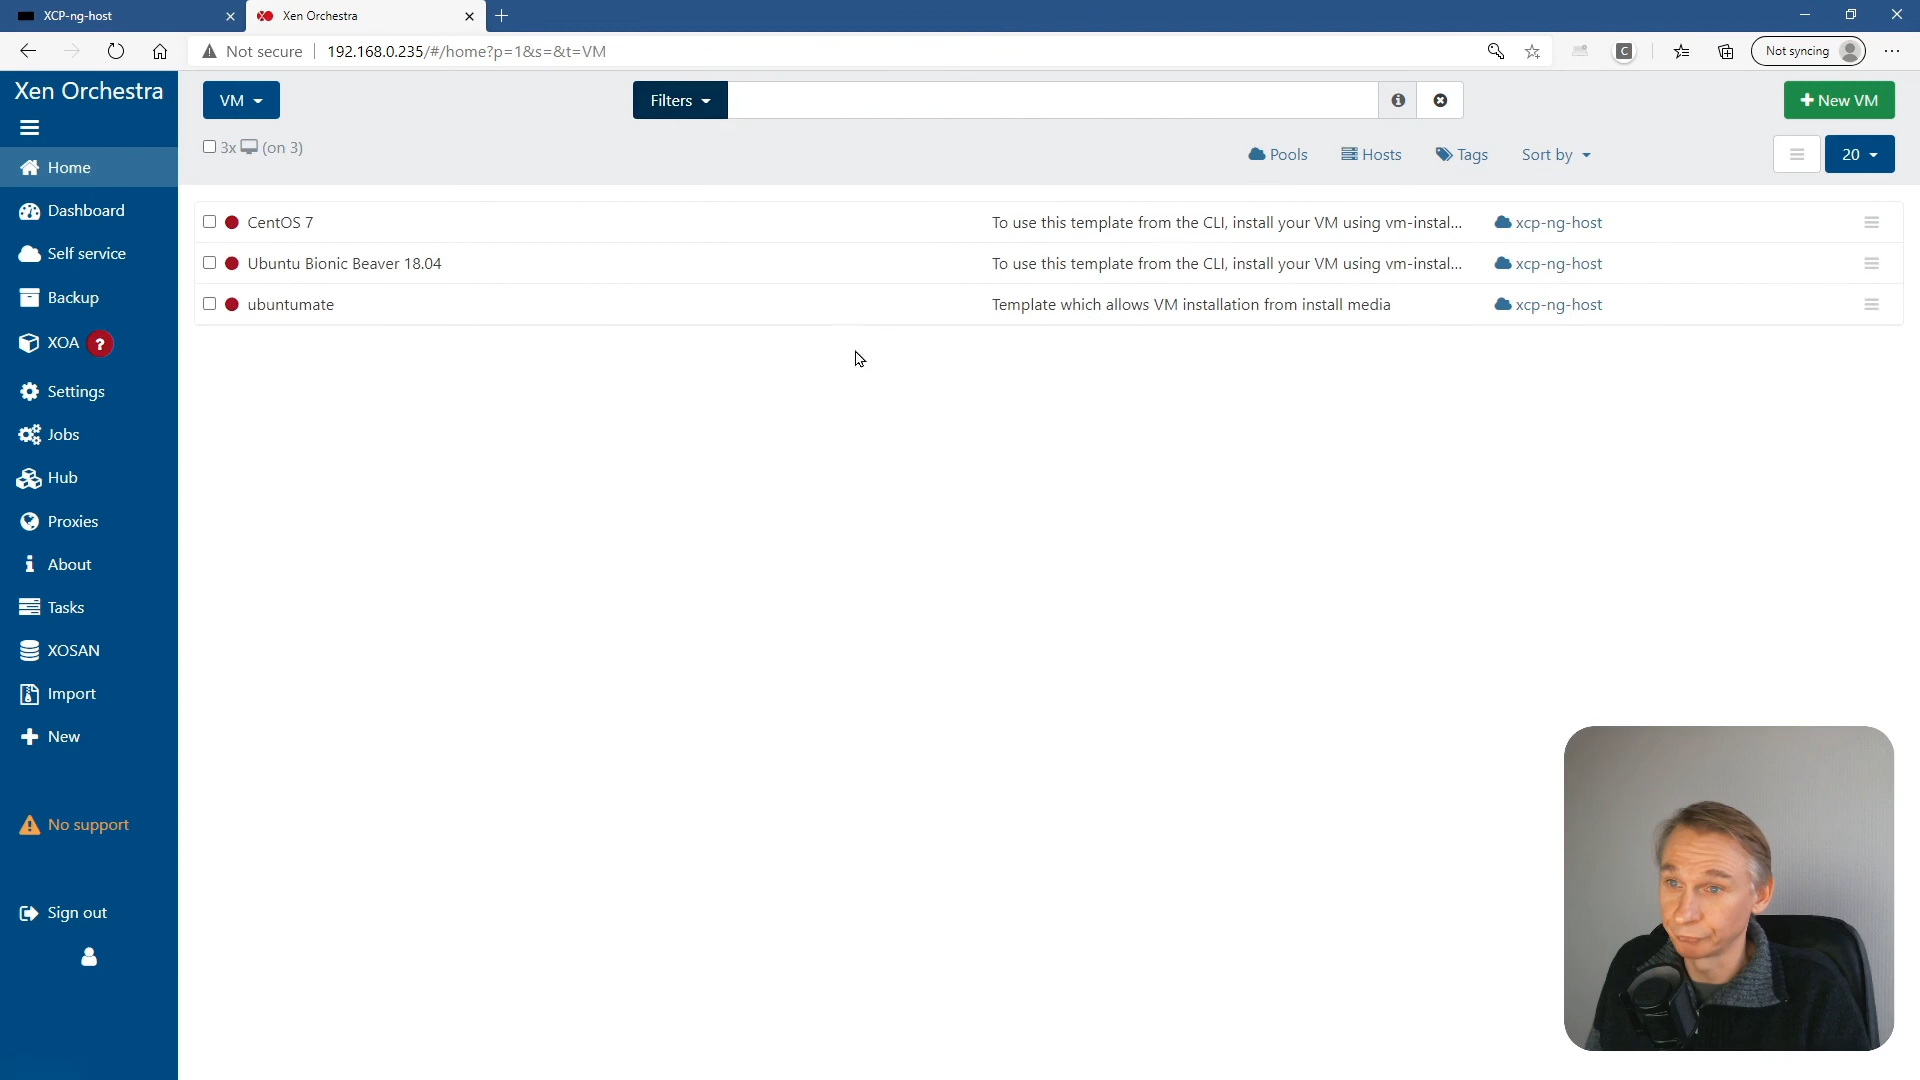 XCP-ng-host
Xen Orchestra
Not secure
192.168.0.235/#/home?p=1&s=&t=VM
C
Not syncing
Xen Orchestra
VM
Filters
New VM
3x (on 3)
Pools
Hosts
Tags
Sort by
20
Home
Dashboard
Self service
Backup
XOA ?
Settings
Jobs
Hub
Proxies
About
Tasks
XOSAN
Import
New
No support
Sign out
CentOS 7 To use this template from the CLI, install your VM using vm-instal... xcp-ng-host
Ubuntu Bionic Beaver 18.04 To use this template from the CLI, install your VM using vm-instal... xcp-ng-host
ubuntumate Template which allows VM installation from install media xcp-ng-host